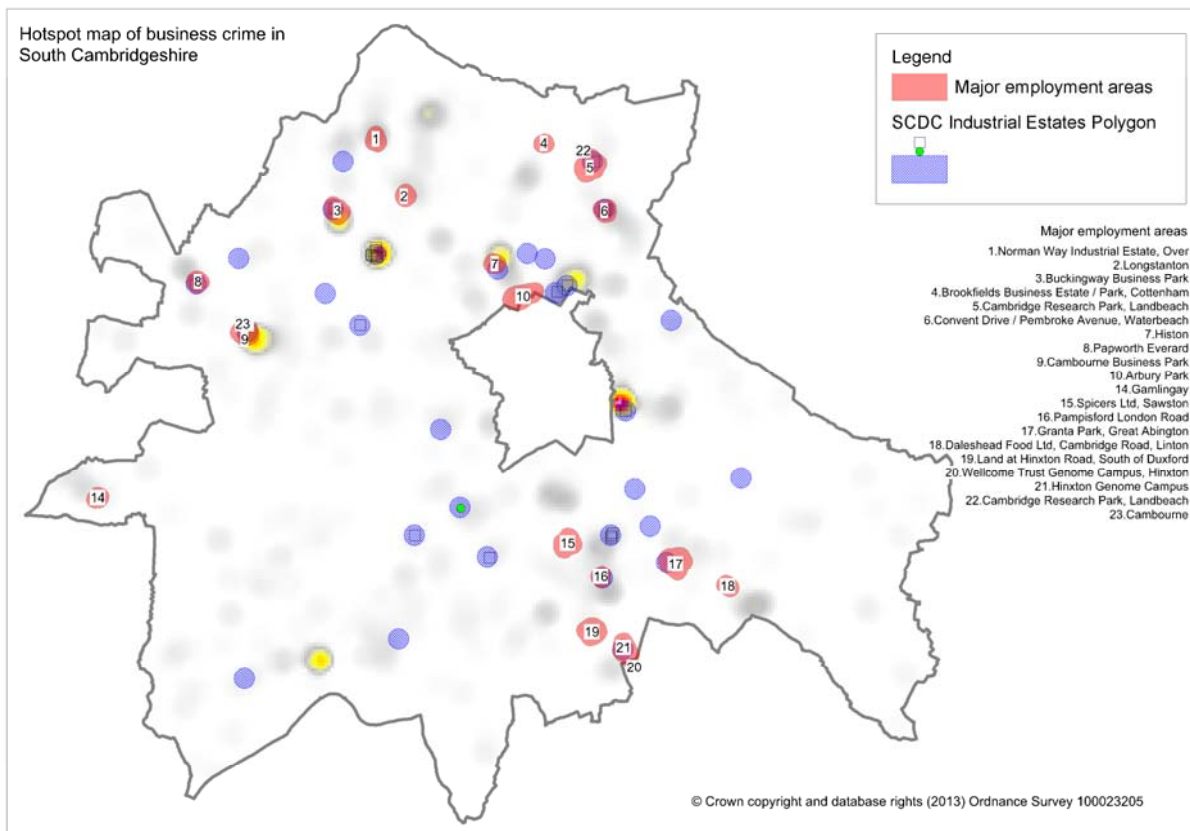 Hotspot map of business crime in
South Cambridgeshire
Legend
Major employment areas
SCDC Industrial Estates Polygon
Major employment areas
1.Norman Way Industrial Estate, Over
2.Longstanton
3.Buckingway Business Park
4.Brookfields Business Estate / Park, Cottenham
5.Cambridge Research Park, Landbeach
6.Convent Drive / Pembroke Avenue, Waterbeach
7.Histon
8.Papworth Everard
9.Cambourne Business Park
10.Arbury Park
14.Gamlingay
15.Spicers Ltd, Sawston
16.Pampisford London Road
17.Granta Park, Great Abington
18.Daleshead Food Ltd, Cambridge Road, Linton
19.Land at Hinxton Road, South of Duxford
20.Wellcome Trust Genome Campus, Hinxton
21.Hinxton Genome Campus
22.Cambridge Research Park, Landbeach
23.Cambourne
1
4
22
5
2
3
6
7
8
10
23
9
14
15
17
16
18
19
21
20
© Crown copyright and database rights (2013) Ordnance Survey 100023205